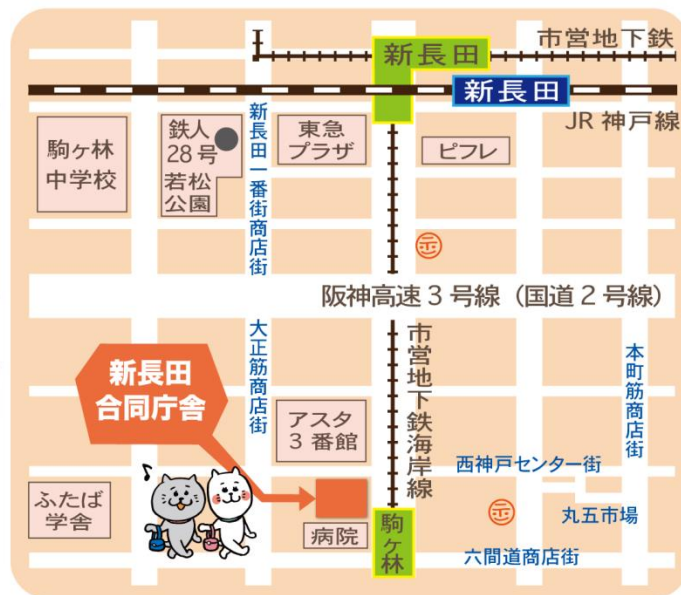 市営地下鉄
新長田
新長田
JR 神戸線
駒ヶ林
中学校
鉄人
28号
若松
公園
新長田一番街商店街
東急
プラザ
ピフレ
阪神高速3号線（国道2号線）
新長田
合同庁舎
大正筋商店街
市営地下鉄海岸線
本町筋商店街
アスタ
3番館
西神戸センター街
ふたば
学舎
病院
駒ヶ林
丸五市場
六間道商店街